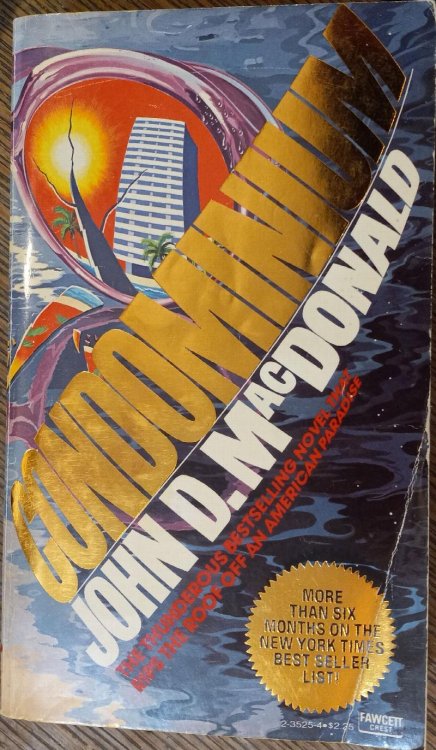 CONDOMINIUM
JOHN D. MACDONALD
THE THUNDEROUS BESTSELLING NOVEL THAT
RIPS THE ROOF OFF AN AMERICAN PARADISE
MORE
THAN SIX
MONTHS ON THE
NEW YORK TIMES
BEST SELLER
LIST!
2-3525-4•$2.25
FAWCETT
CREST